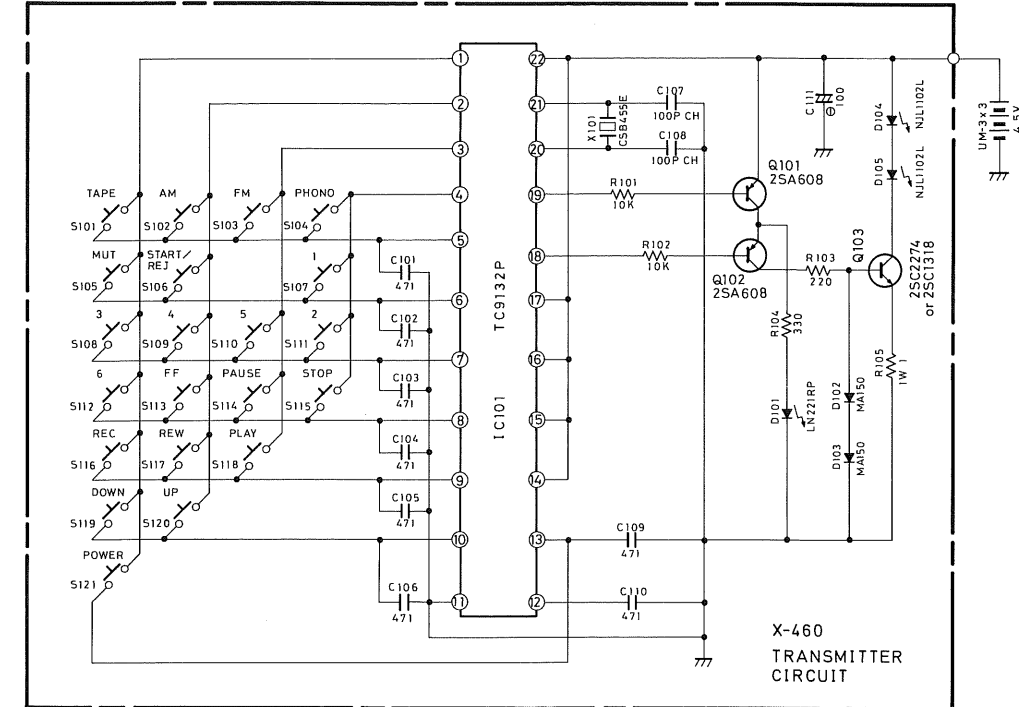 TAPE AM FM PHONO
S101 S102 S103 S104
MUT START/REJ 1
S105 S106 S107
3 4 5 2
S108 S109 S110 S111
6 FF PAUSE STOP
S112 S113 S114 S115
REC REW PLAY
S116 S117 S118
DOWN UP
S119 S120
POWER
S121
C101
471
C102
471
C103
471
C104
471
C105
471
C106
471
1
2
3
4
5
6
7
8
9
10
11
TC9132P
IC101
22
21
20
19
18
17
16
15
14
13
12
X101
CSB455E
C107
100P CH
C108
100P CH
R101
10K
R102
10K
Q101
2SA608
Q102
2SA608
C111
100
R103
220
R104
330
D101
LN221RP
D102
MA150
D103
MA150
Q103
2SC2274
or 2SC1318
R105
1W 1
D104
NJL1102L
D105
NJL1102L
UM-3x3
4.5V
C109
471
C110
471
X-460
TRANSMITTER
CIRCUIT